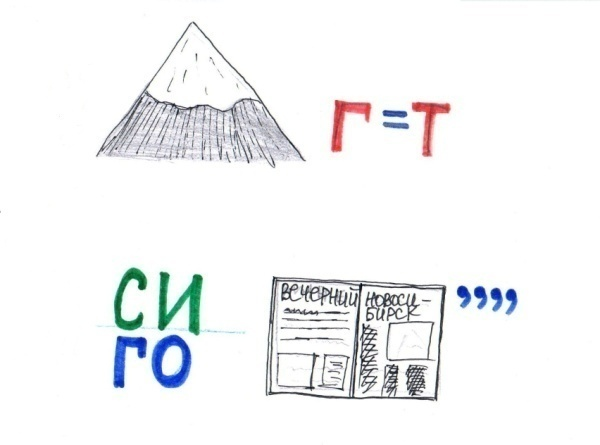 Г=Т
СИ
ГО
ВЕЧЕРНИЙ
НОВОСИ-
БИРСК
,,,,